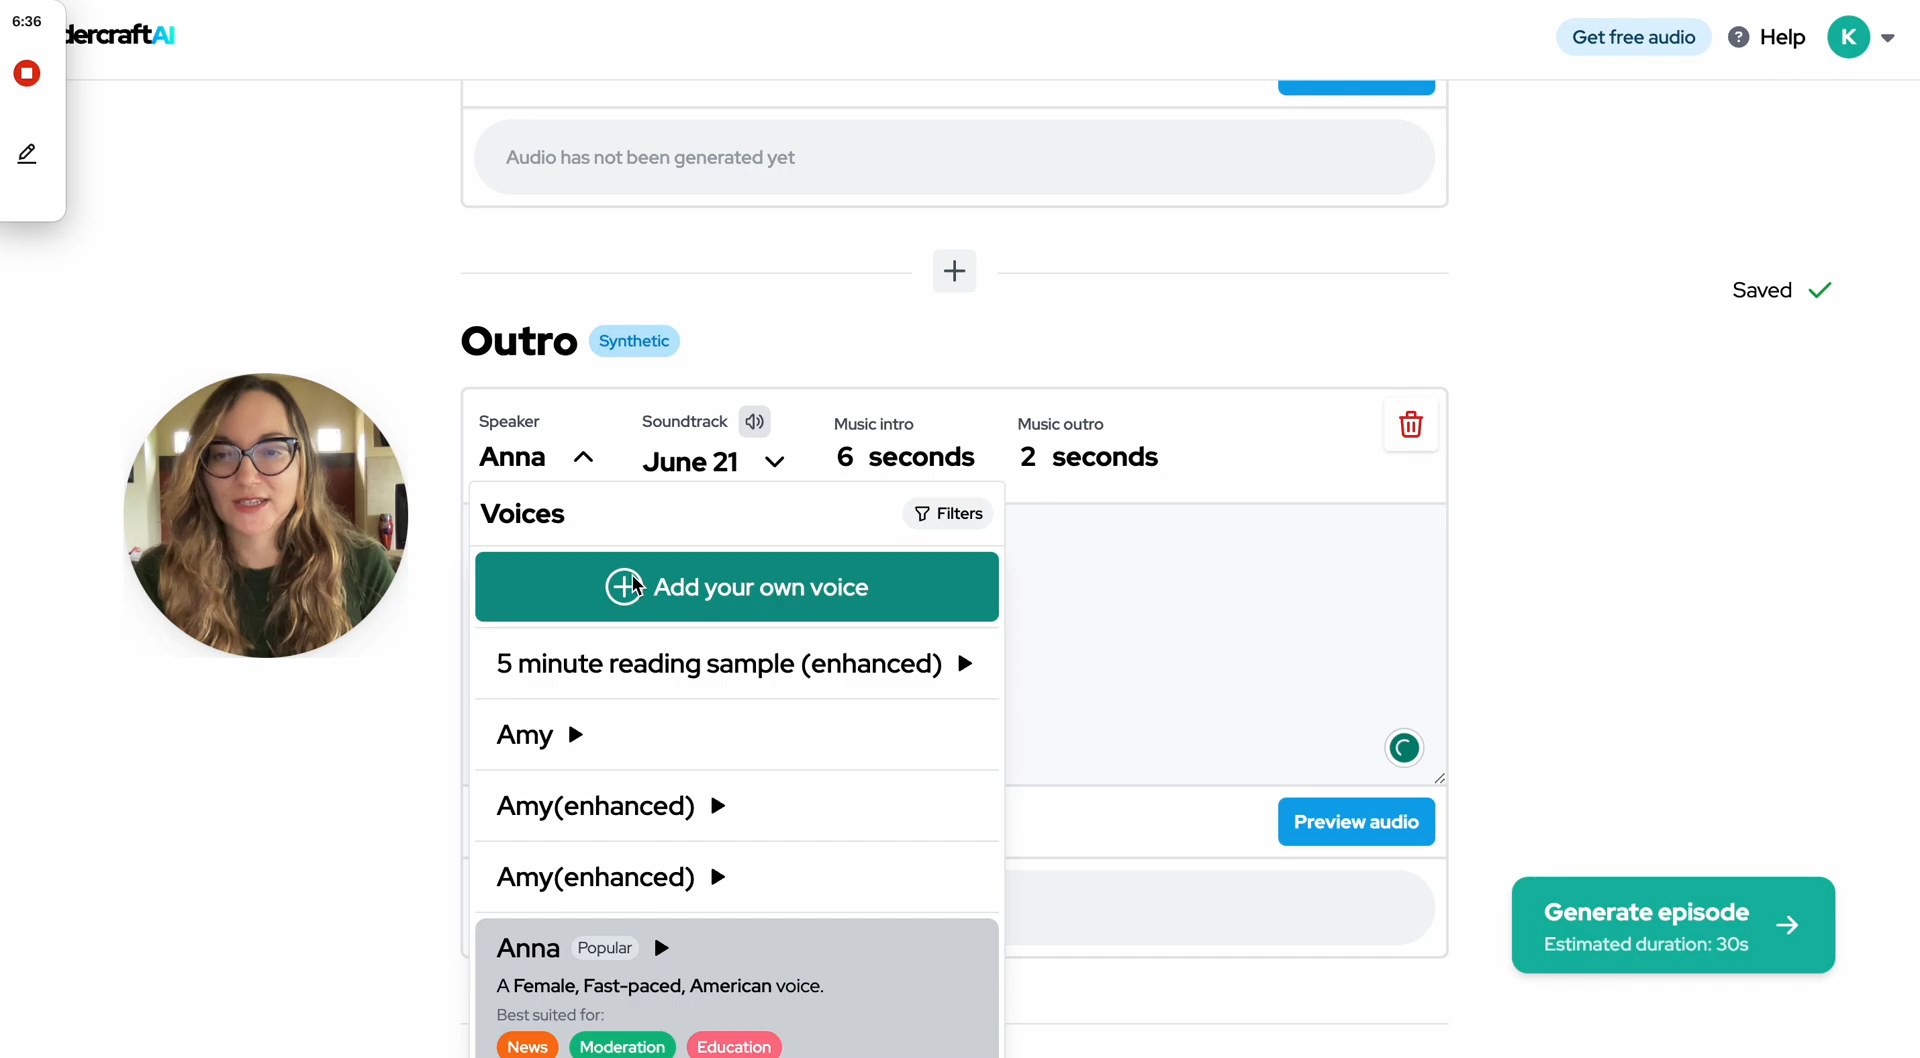 6:36
dercraftAI
Get free audio
? Help
K
Audio has not been generated yet
+
Saved
Outro
Synthetic
Speaker
Soundtrack
Music intro
Music outro
Anna
June 21
6 seconds
2 seconds
Voices
Filters
Add your own voice
5 minute reading sample (enhanced)
Amy
Amy(enhanced)
Amy(enhanced)
Preview audio
Anna Popular
A Female, Fast-paced, American voice.
Best suited for:
News Moderation Education
Generate episode
Estimated duration: 30s